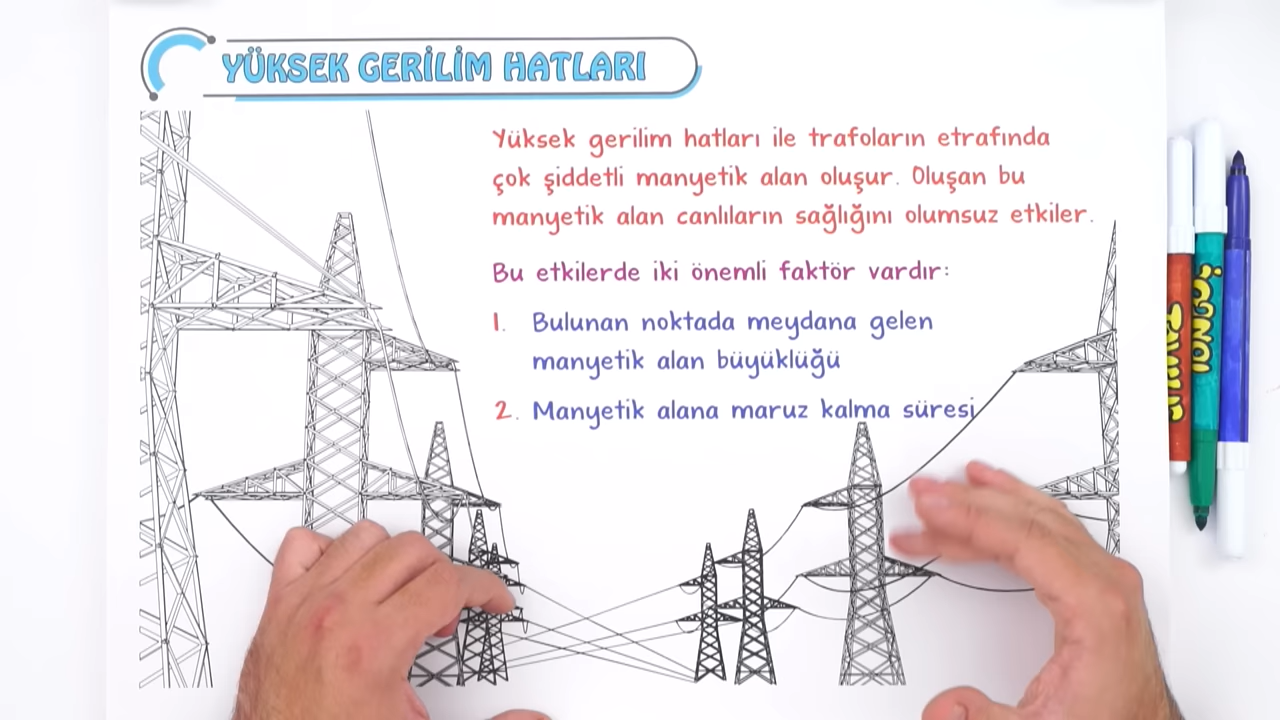 YÜKSEK GERİLİM HATLARI
Yüksek gerilim hatları ile trafoların etrafında
çok şiddetli manyetik alan oluşur. Oluşan bu
manyetik alan canlıların sağlığını olumsuz etkiler.
Bu etkilerde iki önemli faktör vardır:
1. Bulunan noktada meydana gelen
manyetik alan büyüklüğü
2. Manyetik alana maruz kalma süresi